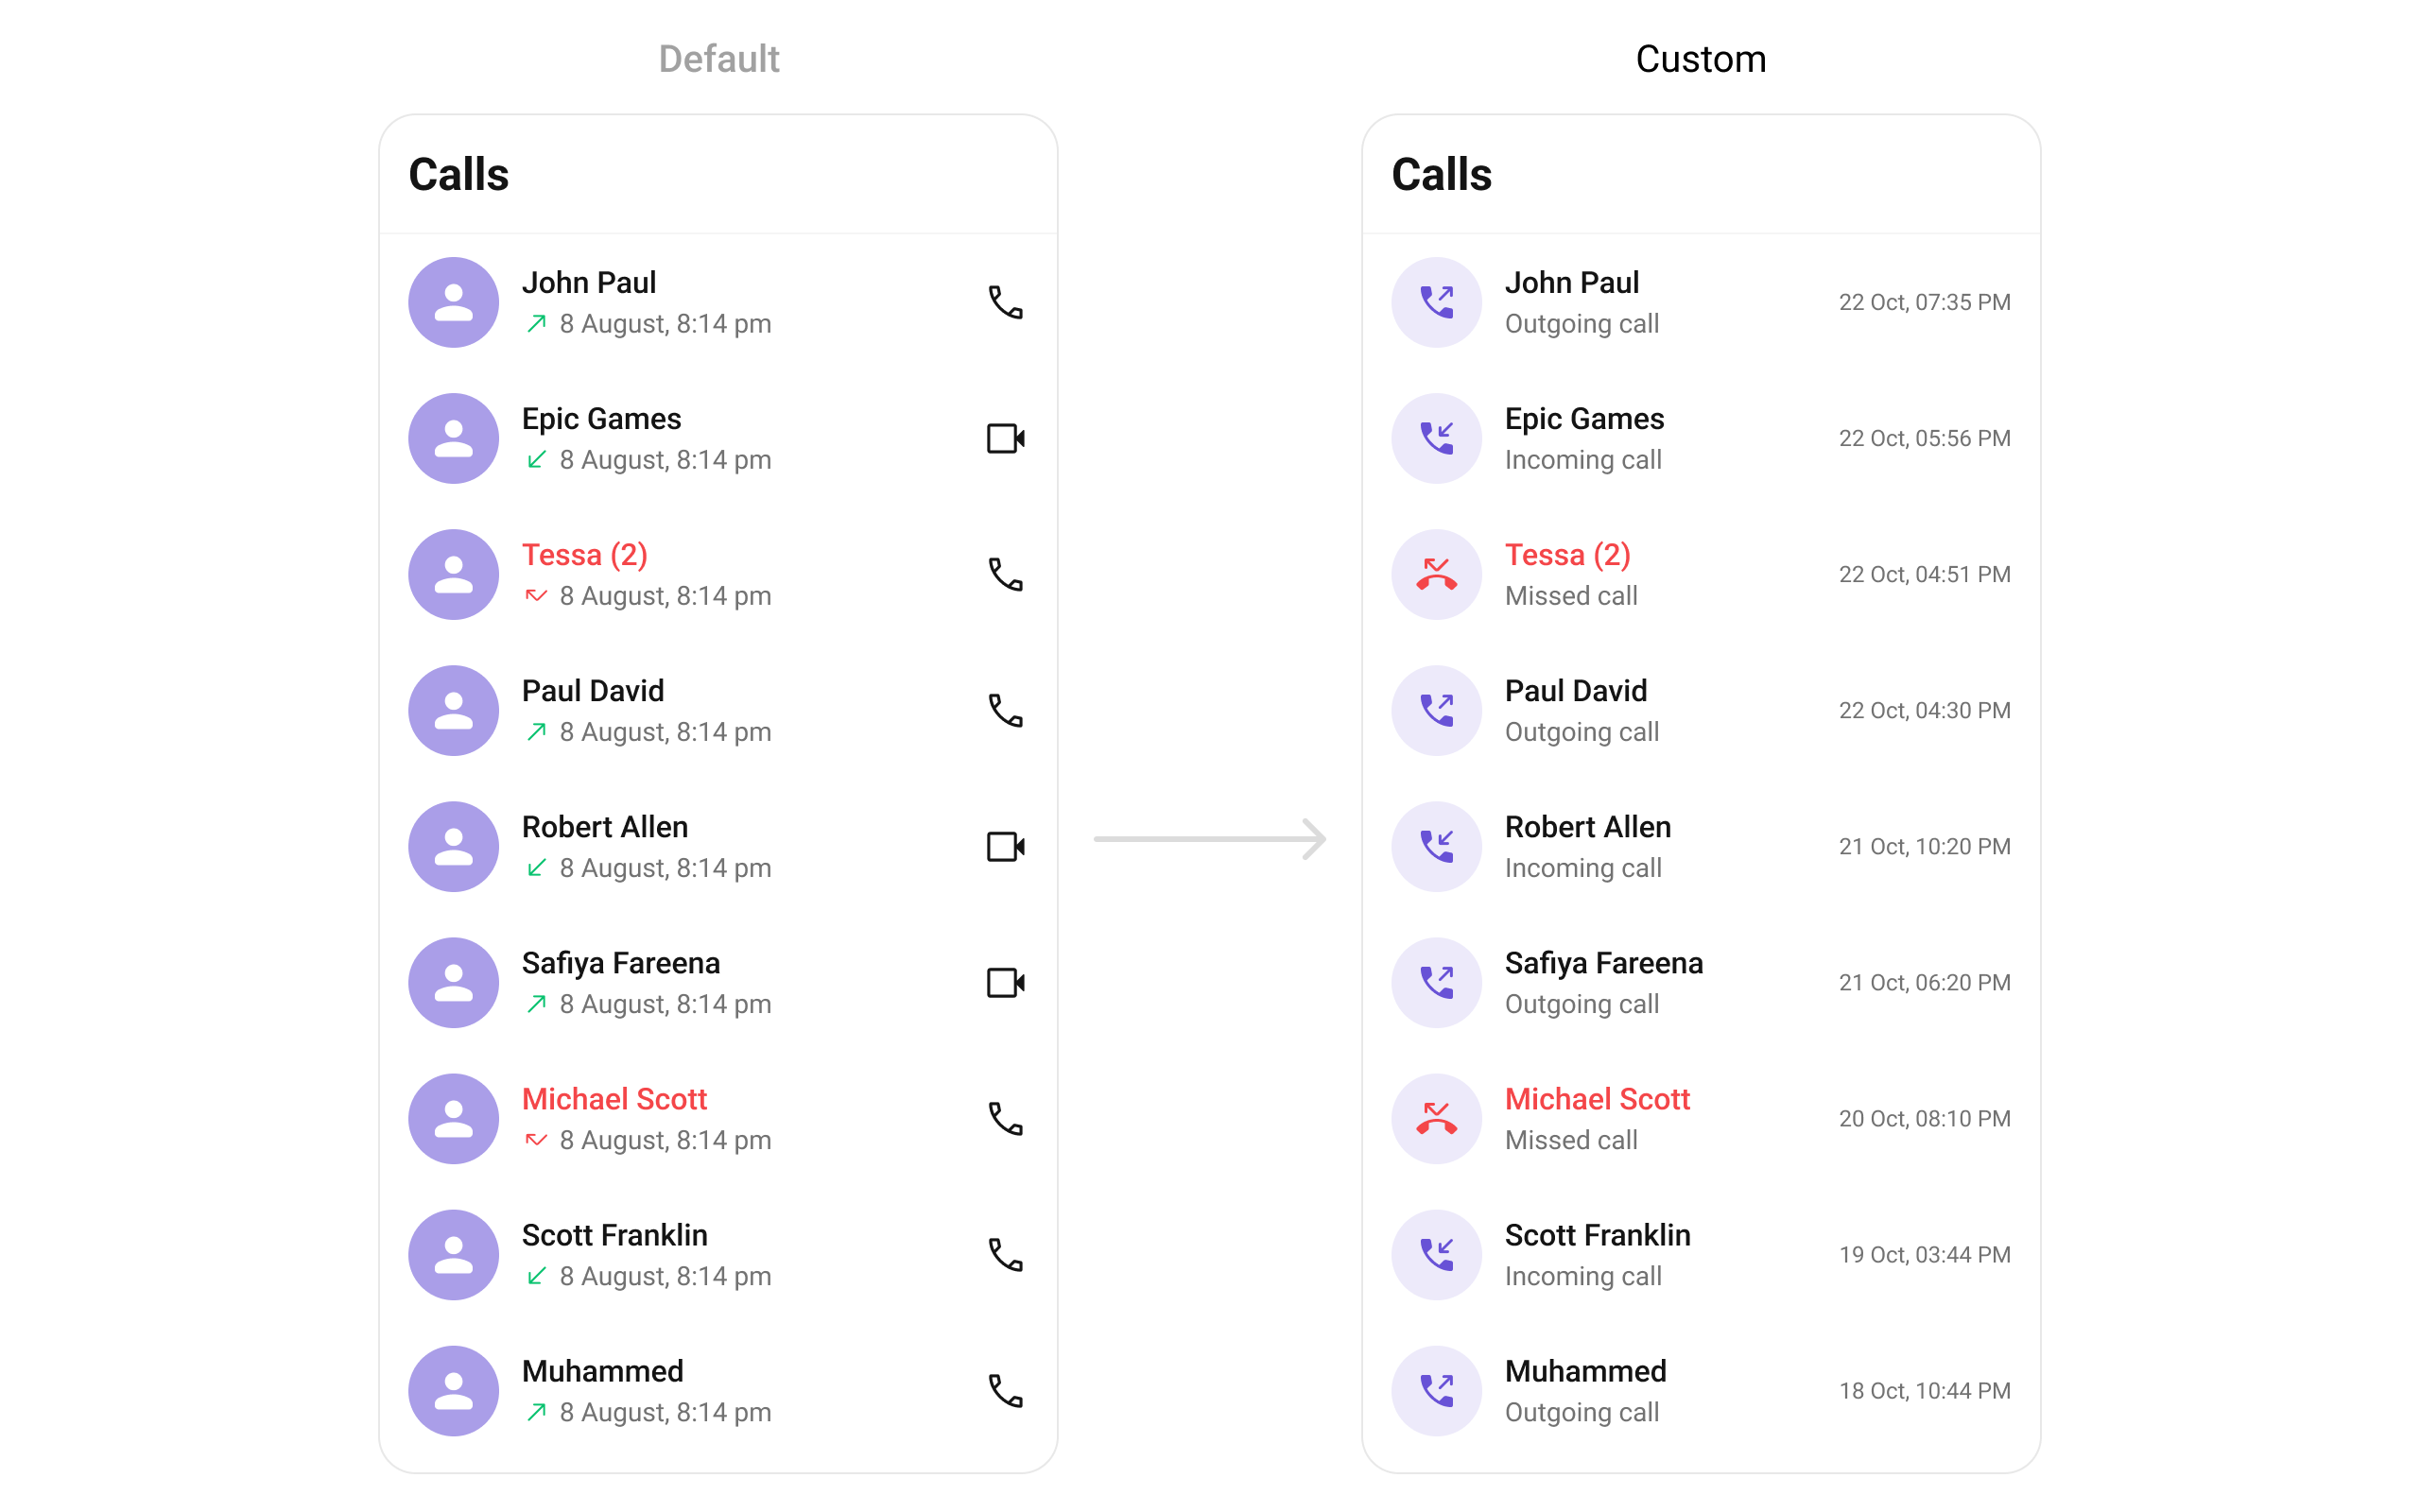 Default
Calls
John Paul
8 August, 8:14 pm
Epic Games
8 August, 8:14 pm
Tessa (2)
8 August, 8:14 pm
Paul David
8 August, 8:14 pm
Robert Allen
8 August, 8:14 pm
Safiya Fareena
8 August, 8:14 pm
Michael Scott
8 August, 8:14 pm
Scott Franklin
8 August, 8:14 pm
Muhammed
8 August, 8:14 pm
Custom
Calls
John Paul
Outgoing call
22 Oct, 07:35 PM
Epic Games
Incoming call
22 Oct, 05:56 PM
Tessa (2)
Missed call
22 Oct, 04:51 PM
Paul David
Outgoing call
22 Oct, 04:30 PM
Robert Allen
Incoming call
21 Oct, 10:20 PM
Safiya Fareena
Outgoing call
21 Oct, 06:20 PM
Michael Scott
Missed call
20 Oct, 08:10 PM
Scott Franklin
Incoming call
19 Oct, 03:44 PM
Muhammed
Outgoing call
18 Oct, 10:44 PM